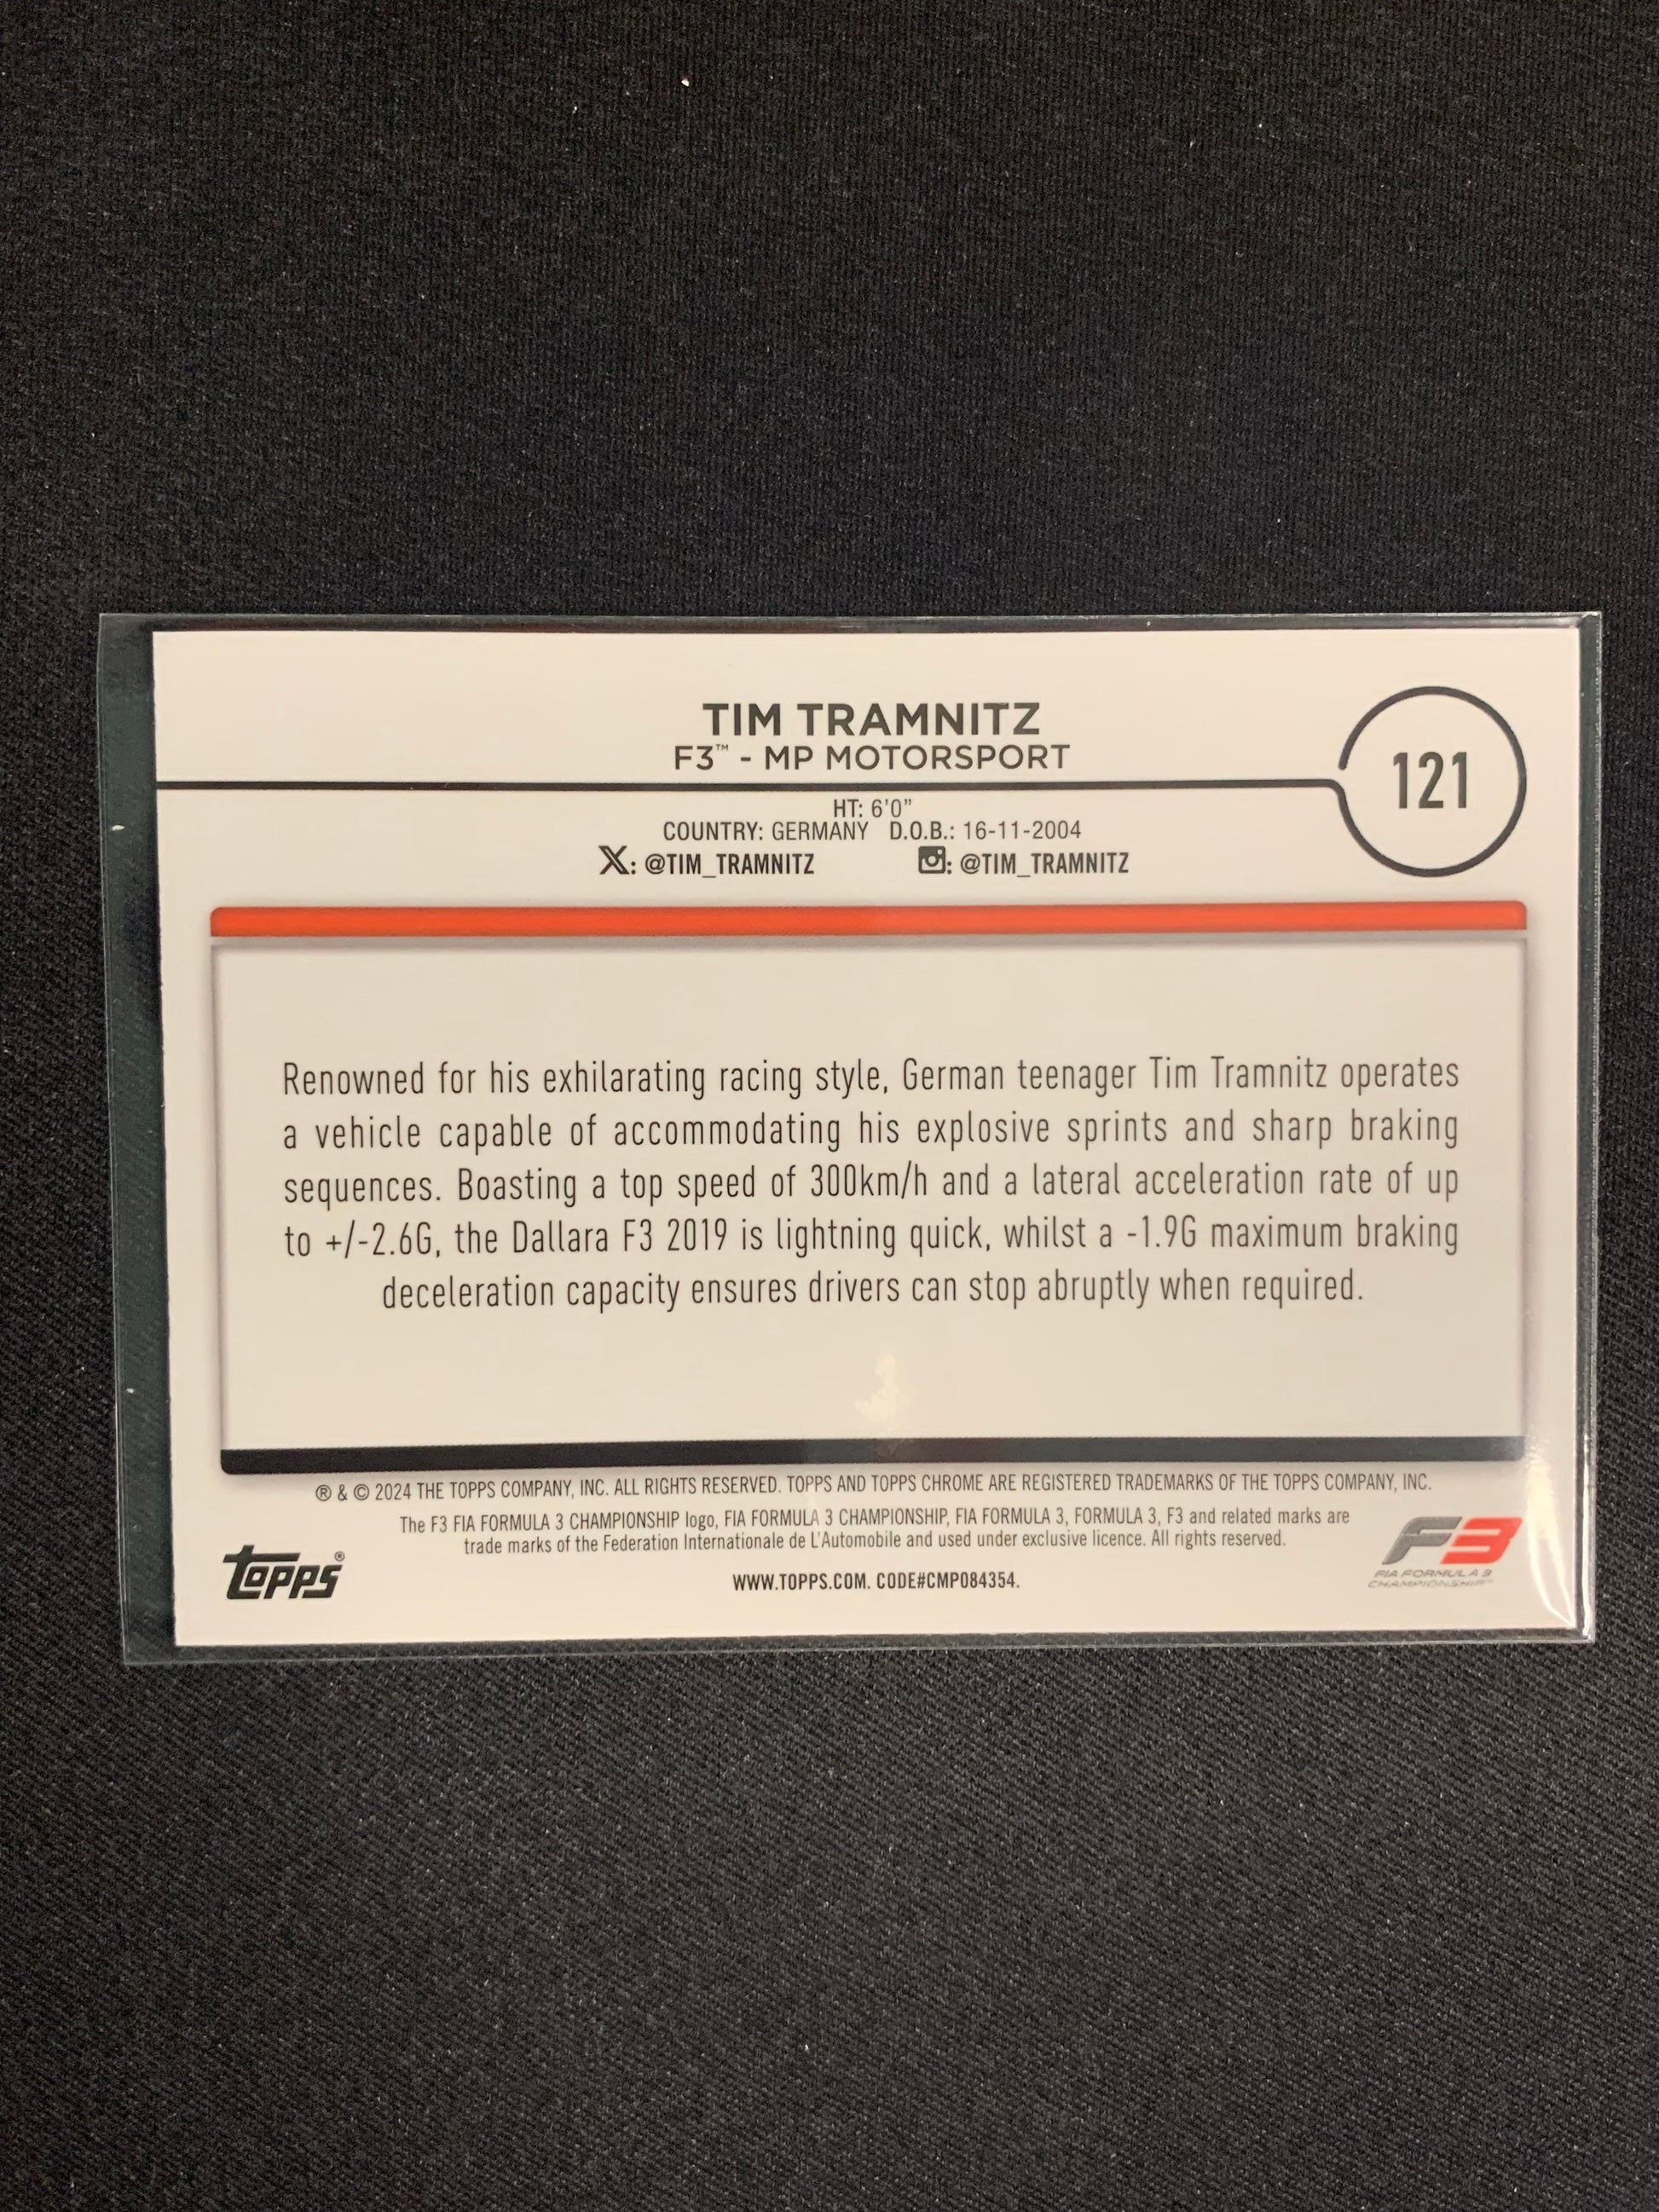 TIM TRAMNITZ
F3™ - MP MOTORSPORT
121
HT: 6'0"
COUNTRY: GERMANY D.O.B.: 16-11-2004
X: @TIM_TRAMNITZ : @TIM_TRAMNITZ
Renowned for his exhilarating racing style, German teenager Tim Tramnitz operates
a vehicle capable of accommodating his explosive sprints and sharp braking
sequences. Boasting a top speed of 300km/h and a lateral acceleration rate of up
to +/-2.6G, the Dallara F3 2019 is lightning quick, whilst a -1.9G maximum braking
deceleration capacity ensures drivers can stop abruptly when required.
® & © 2024 THE TOPPS COMPANY, INC. ALL RIGHTS RESERVED. TOPPS AND TOPPS CHROME ARE REGISTERED TRADEMARKS OF THE TOPPS COMPANY, INC.
The F3 FIA FORMULA 3 CHAMPIONSHIP logo, FIA FORMULA 3 CHAMPIONSHIP, FIA FORMULA 3, FORMULA 3, F3 and related marks are
trade marks of the Federation Internationale de L'Automobile and used under exclusive licence. All rights reserved.
topps®
WWW.TOPPS.COM. CODE#CMP084354.
F3
FIA FORMULA 3
CHAMPIONSHIP™